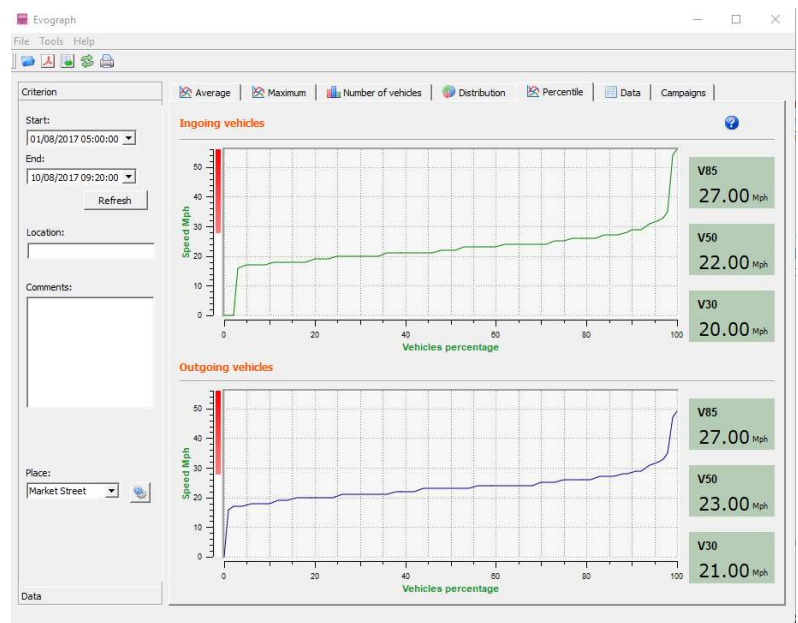 Evograph
File Tools Help
Criterion
Start:
01/08/2017 05:00:00
End:
10/08/2017 09:20:00
Refresh
Location:
Comments:
Place:
Market Street
Data
Average Maximum Number of vehicles Distribution Percentile Data Campaigns
Ingoing vehicles
Speed Mph
50
40
30
20
10
0
0 20 40 60 80 100
Vehicles percentage
V85
27.00 Mph
V50
22.00 Mph
V30
20.00 Mph
Outgoing vehicles
Speed Mph
50
40
30
20
10
0
0 20 40 60 80 100
Vehicles percentage
V85
27.00 Mph
V50
23.00 Mph
V30
21.00 Mph